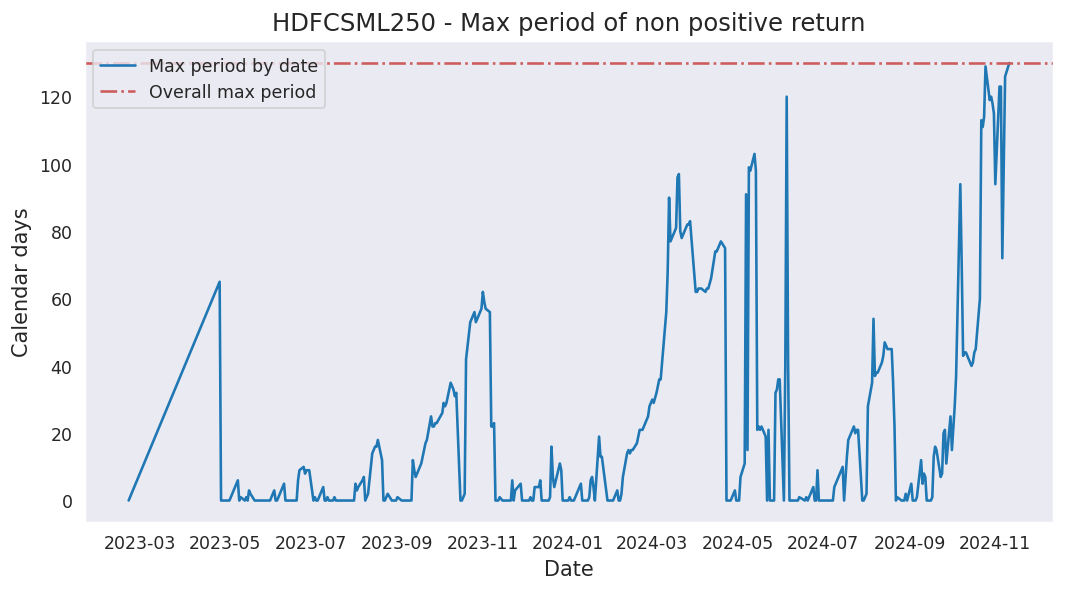 HDFCSML250 - Max period of non positive return
Max period by date
Overall max period
120
100
80
60
40
20
0
Calendar days
2023-03 2023-05 2023-07 2023-09 2023-11 2024-01 2024-03 2024-05 2024-07 2024-09 2024-11
Date